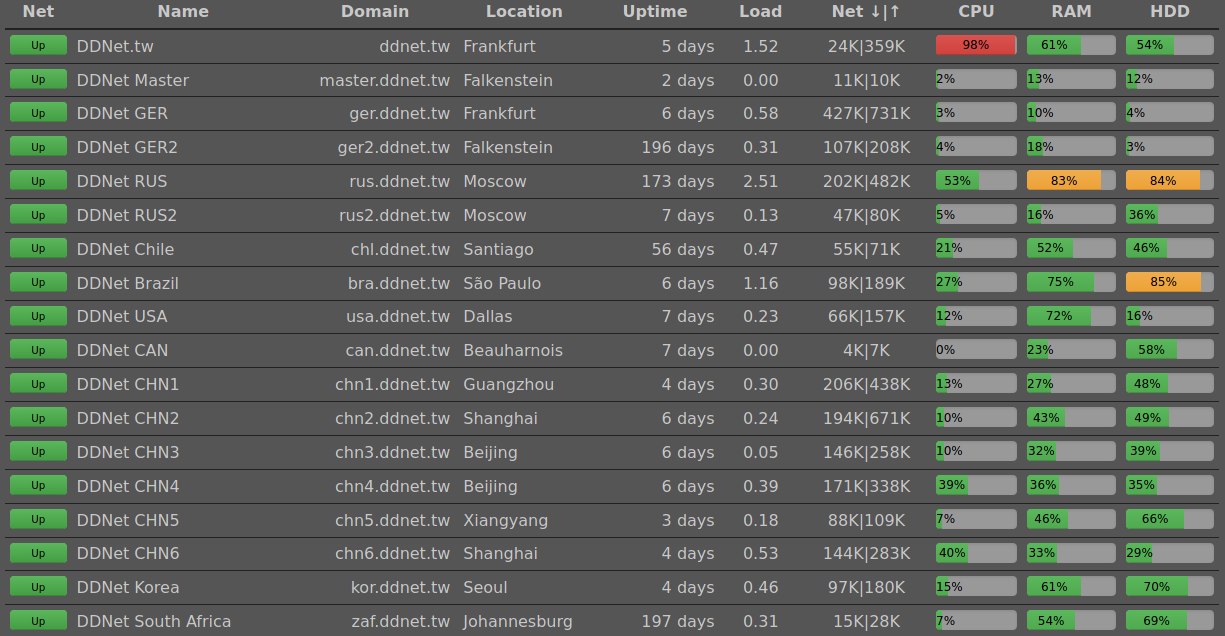 Net Name Domain Location Uptime Load Net ↓|↑ CPU RAM HDD
Up DDNet.tw ddnet.tw Frankfurt 5 days 1.52 24K|359K 98% 61% 54%
Up DDNet Master master.ddnet.tw Falkenstein 2 days 0.00 11K|10K 2% 13% 12%
Up DDNet GER ger.ddnet.tw Frankfurt 6 days 0.58 427K|731K 3% 10% 4%
Up DDNet GER2 ger2.ddnet.tw Falkenstein 196 days 0.31 107K|208K 4% 18% 3%
Up DDNet RUS rus.ddnet.tw Moscow 173 days 2.51 202K|482K 53% 83% 84%
Up DDNet RUS2 rus2.ddnet.tw Moscow 7 days 0.13 47K|80K 5% 16% 36%
Up DDNet Chile chl.ddnet.tw Santiago 56 days 0.47 55K|71K 21% 52% 46%
Up DDNet Brazil bra.ddnet.tw São Paulo 6 days 1.16 98K|189K 27% 75% 85%
Up DDNet USA usa.ddnet.tw Dallas 7 days 0.23 66K|157K 12% 72% 16%
Up DDNet CAN can.ddnet.tw Beauharnois 7 days 0.00 4K|7K 0% 23% 58%
Up DDNet CHN1 chn1.ddnet.tw Guangzhou 4 days 0.30 206K|438K 13% 27% 48%
Up DDNet CHN2 chn2.ddnet.tw Shanghai 6 days 0.24 194K|671K 10% 43% 49%
Up DDNet CHN3 chn3.ddnet.tw Beijing 6 days 0.05 146K|258K 10% 32% 39%
Up DDNet CHN4 chn4.ddnet.tw Beijing 6 days 0.39 171K|338K 39% 36% 35%
Up DDNet CHN5 chn5.ddnet.tw Xiangyang 3 days 0.18 88K|109K 7% 46% 66%
Up DDNet CHN6 chn6.ddnet.tw Shanghai 4 days 0.53 144K|283K 40% 33% 29%
Up DDNet Korea kor.ddnet.tw Seoul 4 days 0.46 97K|180K 15% 61% 70%
Up DDNet South Africa zaf.ddnet.tw Johannesburg 197 days 0.31 15K|28K 7% 54% 69%